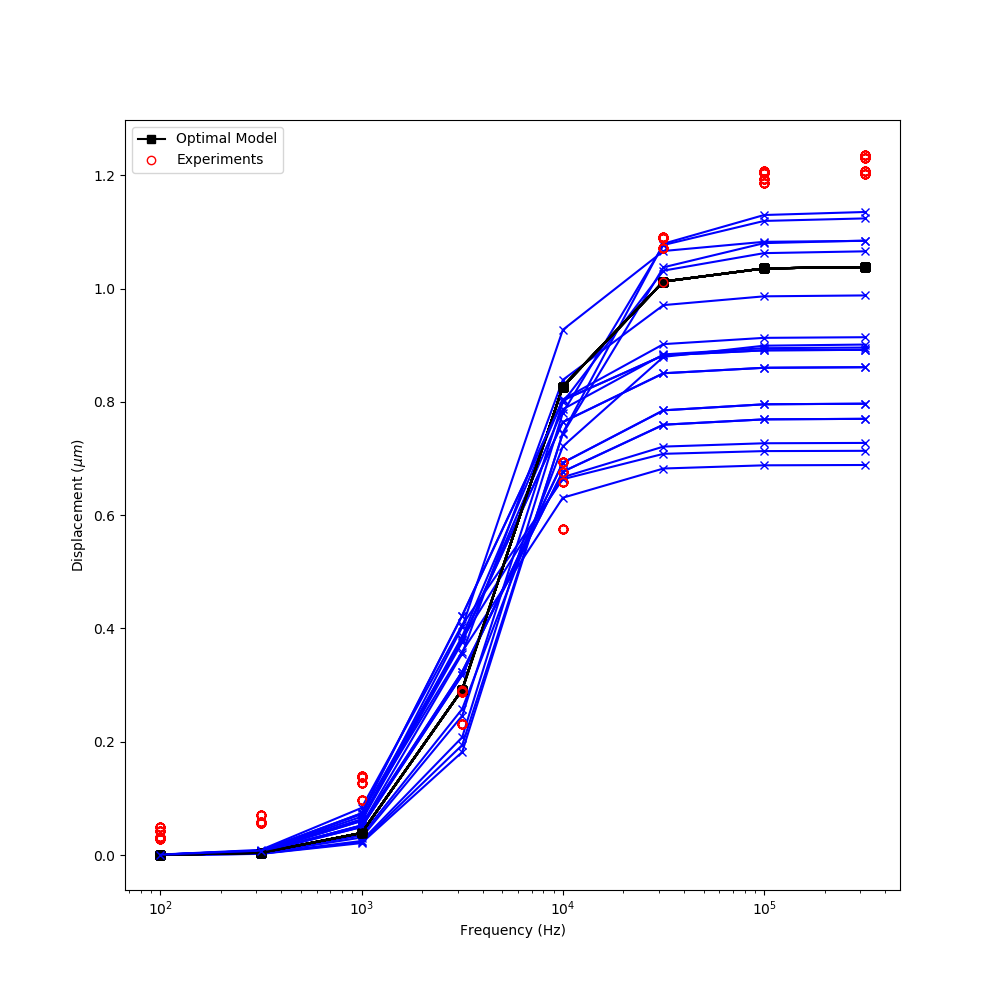 Optimal Model
Experiments
1.2
1.0
0.8
0.6
0.4
0.2
0.0
Displacement (μm)
10² 10³ 10⁴ 10⁵
Frequency (Hz)